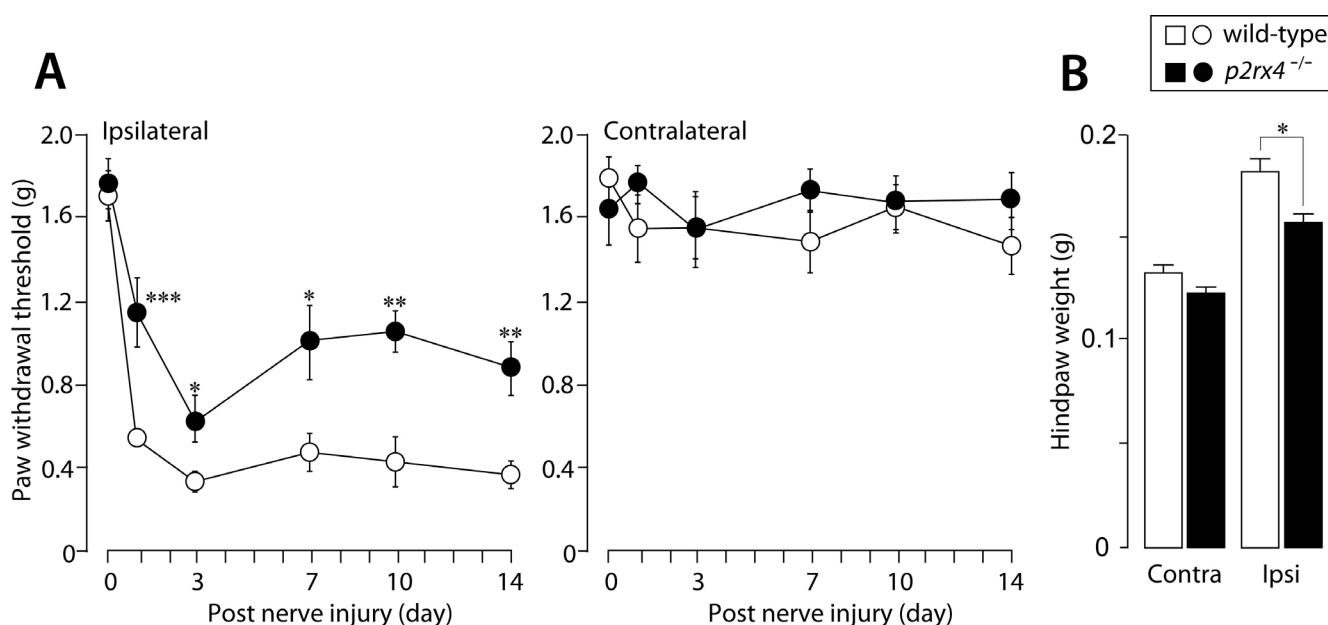 wild-type
p2rx4 −/−
A
B
Ipsilateral
Contralateral
Paw withdrawal threshold (g)
2.0
1.6
1.2
0.8
0.4
0
***
*
*
**
**
0 3 7 10 14
Post nerve injury (day)
2.0
1.6
1.2
0.8
0.4
0
0 3 7 10 14
Post nerve injury (day)
Hindpaw weight (g)
0.2
0.1
0
*
Contra Ipsi